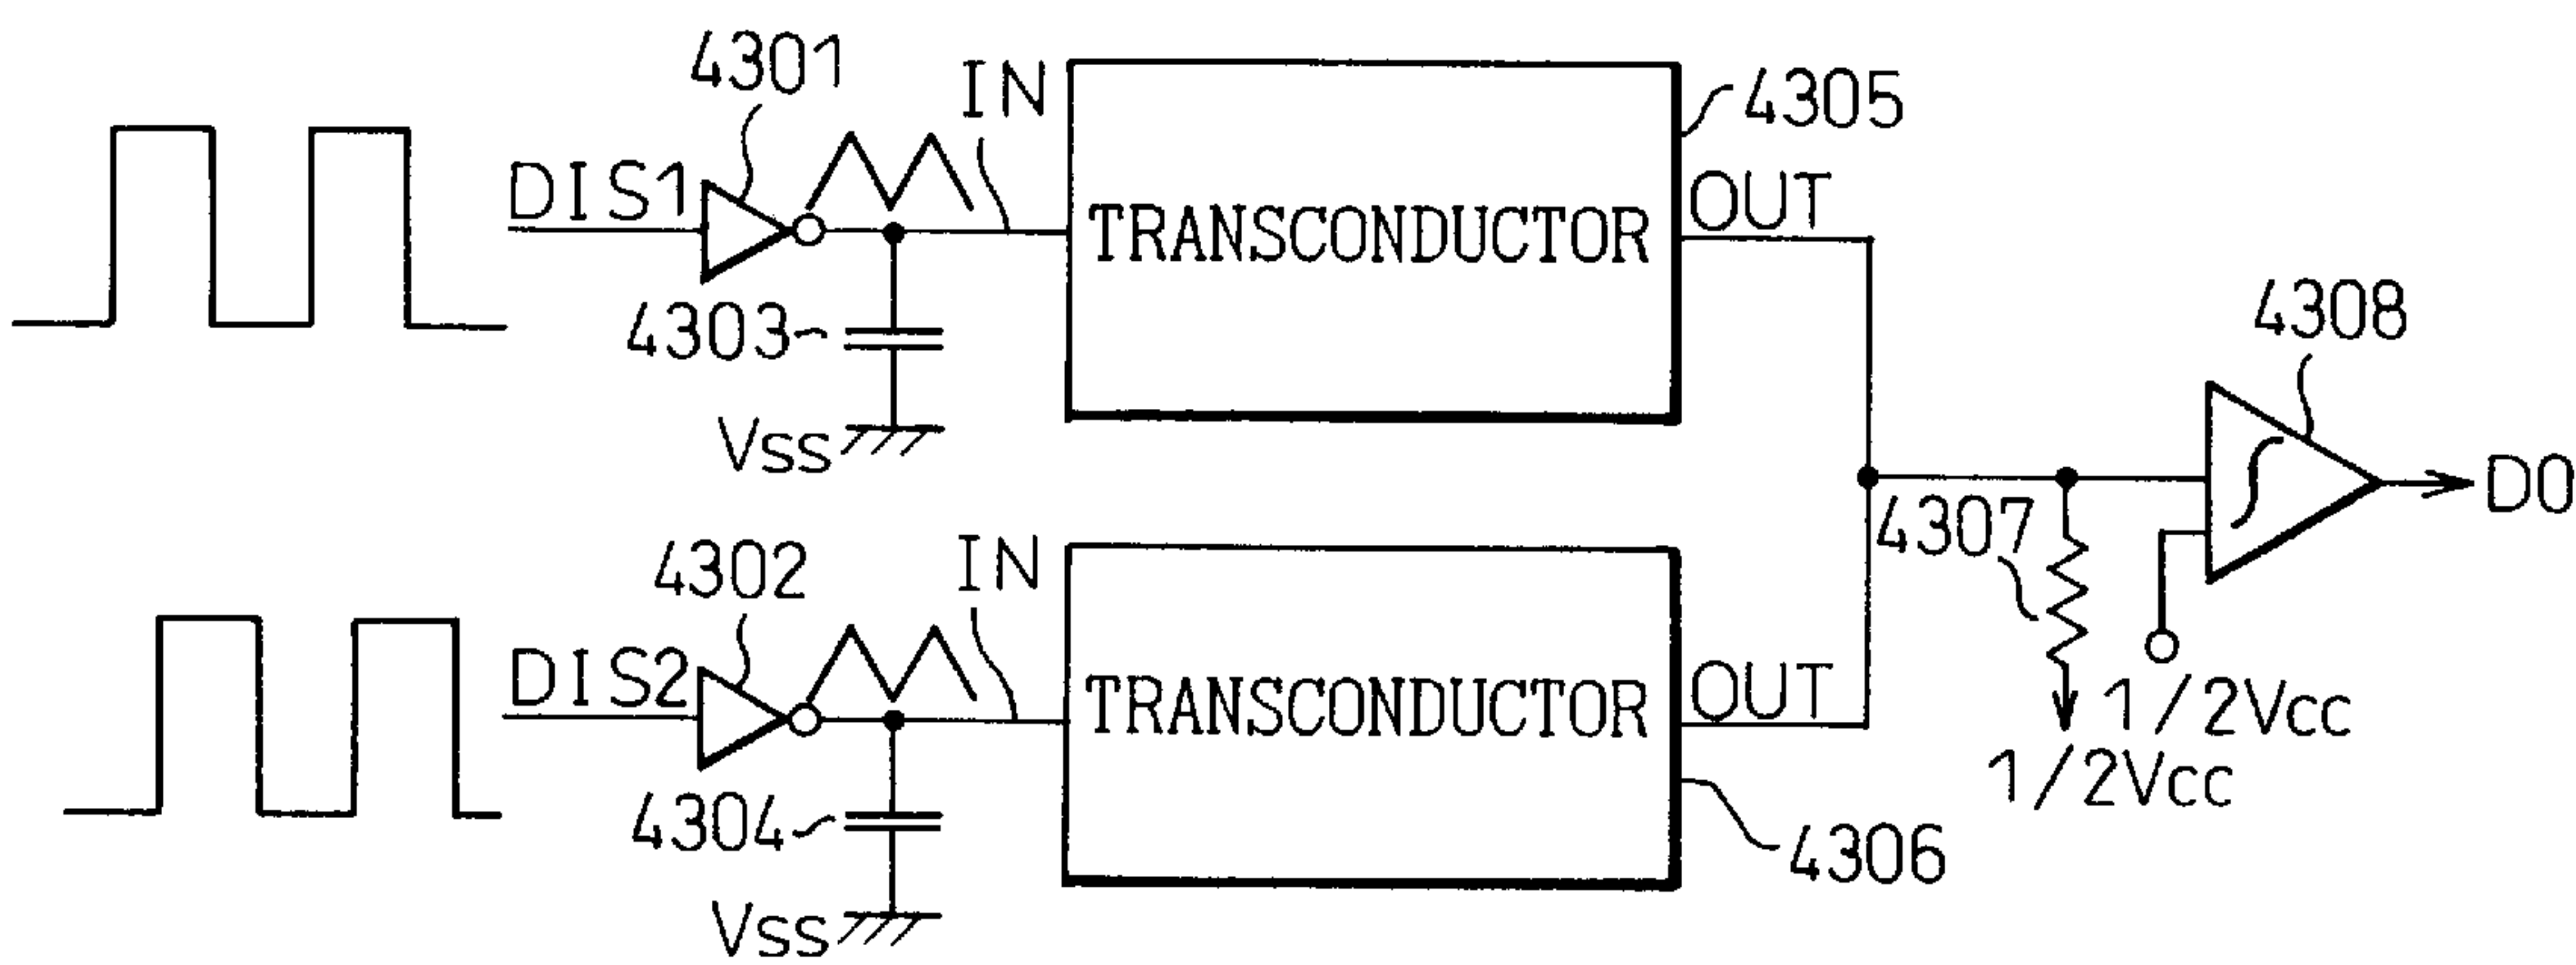 4301
IN
4305
DIS1
TRANSCONDUCTOR
OUT
4303
Vss
4308
4302
IN
4307
DO
DIS2
TRANSCONDUCTOR
OUT
1/2Vcc
1/2Vcc
4304
4306
Vss